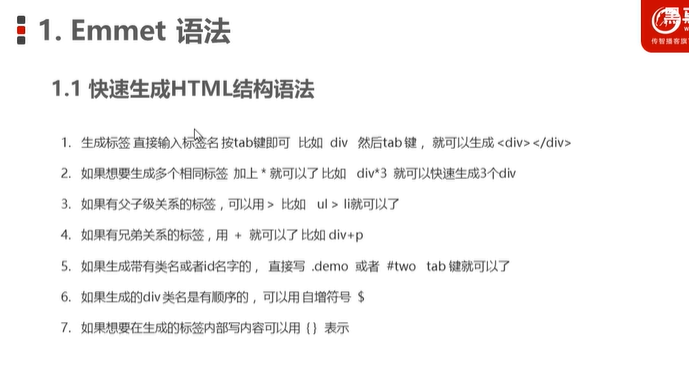 1. Emmet 语法
黑马
传智播客旗
1.1 快速生成HTML结构语法
1. 生成标签 直接输入标签名 按tab键即可 比如 div 然后tab 键， 就可以生成 <div></div>
2. 如果想要生成多个相同标签 加上 * 就可以了 比如 div*3 就可以快速生成3个div
3. 如果有父子级关系的标签，可以用 > 比如 ul > li就可以了
4. 如果有兄弟关系的标签，用 + 就可以了 比如 div+p
5. 如果生成带有类名或者id名字的， 直接写 .demo 或者 #two tab 键就可以了
6. 如果生成的div 类名是有顺序的， 可以用 自增符号 $
7. 如果想要在生成的标签内部写内容可以用 { } 表示